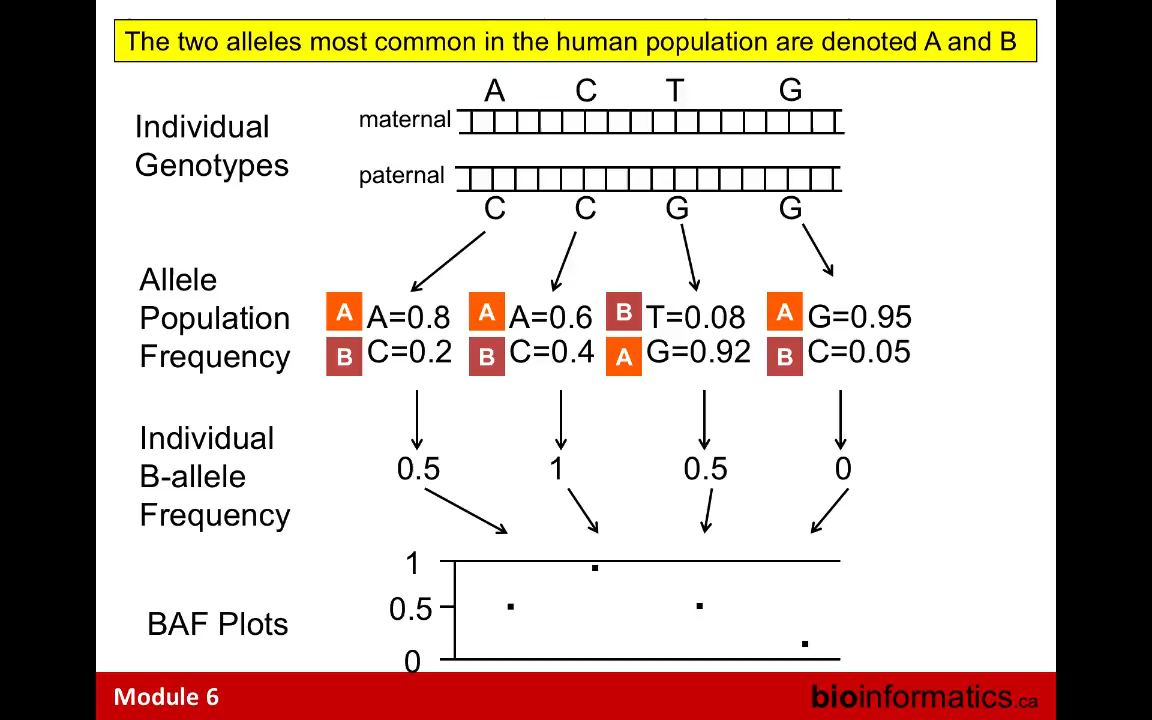 The two alleles most common in the human population are denoted A and B
A C T G
Individual
Genotypes
maternal
paternal
C C G G
Allele
Population
Frequency
A A=0.8 A A=0.6 B T=0.08 A G=0.95
B C=0.2 B C=0.4 A G=0.92 B C=0.05
Individual
B-allele
Frequency
0.5 1 0.5 0
BAF Plots
1
0.5
0
Module 6
bioinformatics.ca